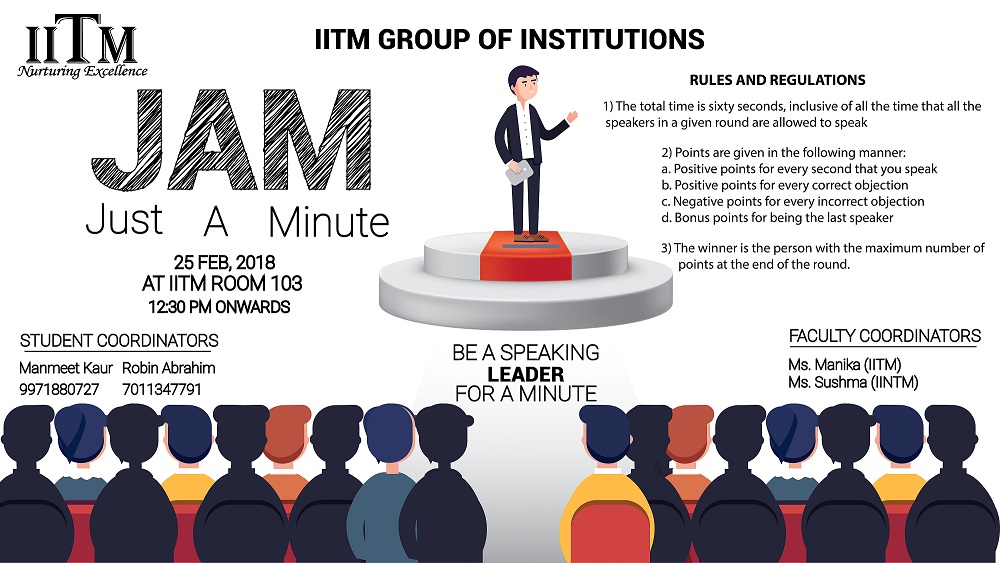 IITM
Nurturing Excellence
IITM GROUP OF INSTITUTIONS
JAM
Just A Minute
25 FEB, 2018
AT IITM ROOM 103
12:30 PM ONWARDS
RULES AND REGULATIONS
1) The total time is sixty seconds, inclusive of all the time that all the
speakers in a given round are allowed to speak
2) Points are given in the following manner:
a. Positive points for every second that you speak
b. Positive points for every correct objection
c. Negative points for every incorrect objection
d. Bonus points for being the last speaker
3) The winner is the person with the maximum number of
points at the end of the round.
STUDENT COORDINATORS
Manmeet Kaur Robin Abrahim
9971880727 7011347791
BE A SPEAKING
LEADER
FOR A MINUTE
FACULTY COORDINATORS
Ms. Manika (IITM)
Ms. Sushma (IINTM)